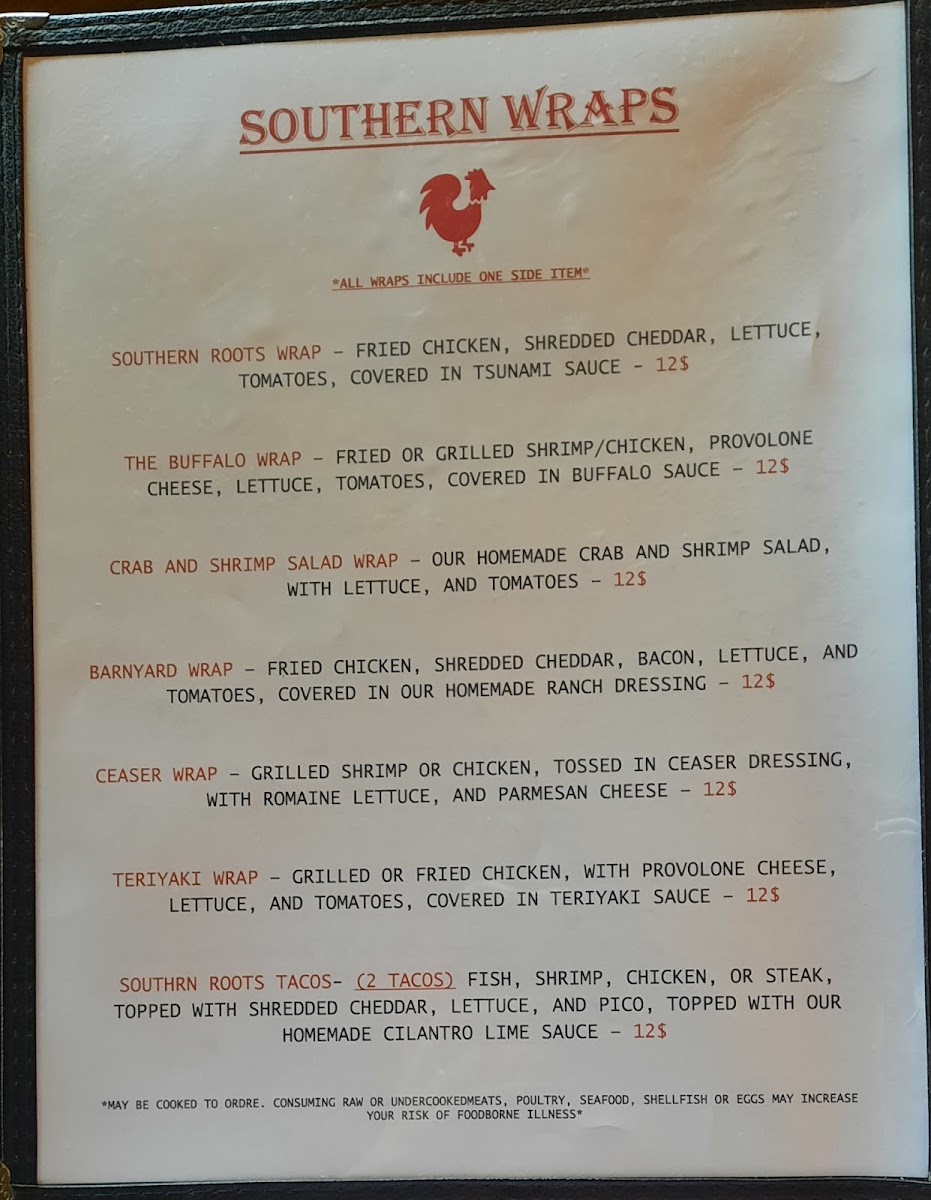 SOUTHERN WRAPS
*ALL WRAPS INCLUDE ONE SIDE ITEM*
SOUTHERN ROOTS WRAP – FRIED CHICKEN, SHREDDED CHEDDAR, LETTUCE,
TOMATOES, COVERED IN TSUNAMI SAUCE - 12$
THE BUFFALO WRAP – FRIED OR GRILLED SHRIMP/CHICKEN, PROVOLONE
CHEESE, LETTUCE, TOMATOES, COVERED IN BUFFALO SAUCE – 12$
CRAB AND SHRIMP SALAD WRAP – OUR HOMEMADE CRAB AND SHRIMP SALAD,
WITH LETTUCE, AND TOMATOES – 12$
BARNYARD WRAP – FRIED CHICKEN, SHREDDED CHEDDAR, BACON, LETTUCE, AND
TOMATOES, COVERED IN OUR HOMEMADE RANCH DRESSING – 12$
CEASER WRAP – GRILLED SHRIMP OR CHICKEN, TOSSED IN CEASER DRESSING,
WITH ROMAINE LETTUCE, AND PARMESAN CHEESE – 12$
TERIYAKI WRAP – GRILLED OR FRIED CHICKEN, WITH PROVOLONE CHEESE,
LETTUCE, AND TOMATOES, COVERED IN TERIYAKI SAUCE – 12$
SOUTHRN ROOTS TACOS- (2 TACOS) FISH, SHRIMP, CHICKEN, OR STEAK,
TOPPED WITH SHREDDED CHEDDAR, LETTUCE, AND PICO, TOPPED WITH OUR
HOMEMADE CILANTRO LIME SAUCE – 12$
*MAY BE COOKED TO ORDRE. CONSUMING RAW OR UNDERCOOKEDMEATS, POULTRY, SEAFOOD, SHELLFISH OR EGGS MAY INCREASE
YOUR RISK OF FOODBORNE ILLNESS*